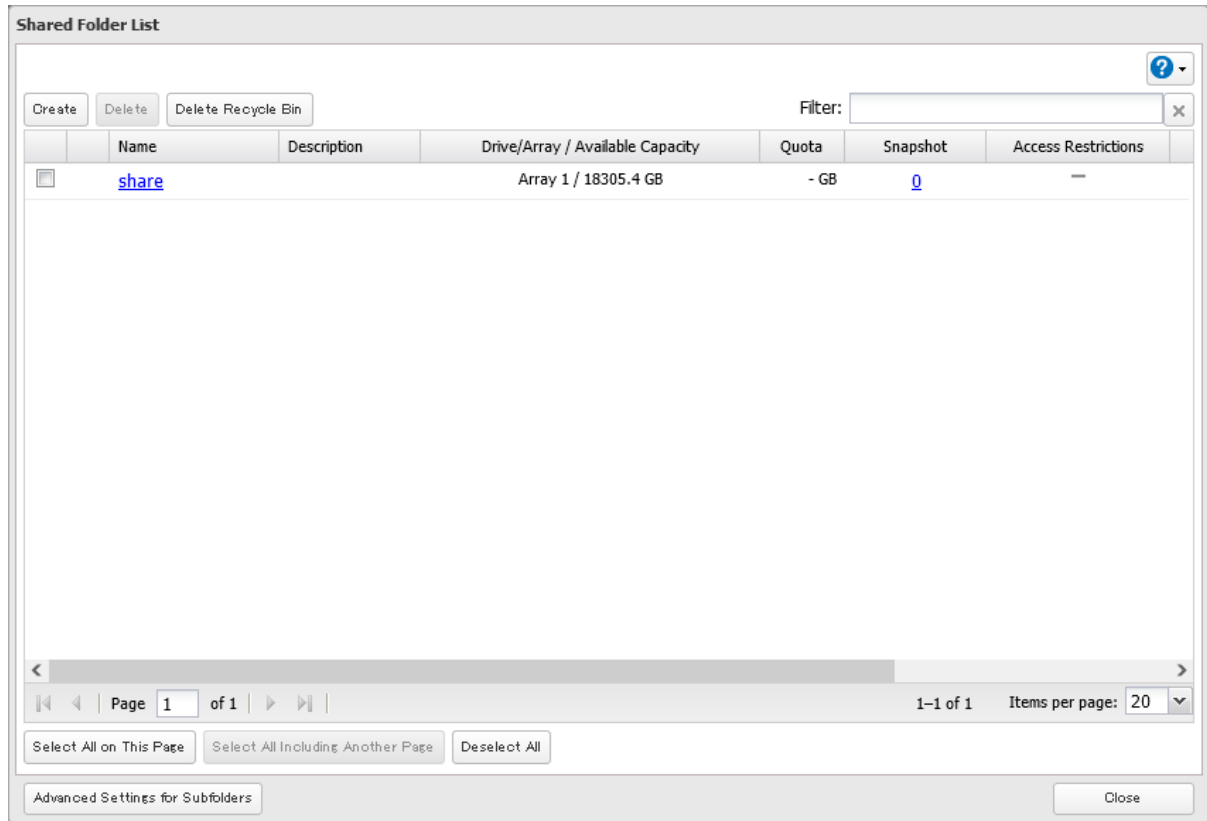 Shared Folder List
?
Create Delete Delete Recycle Bin Filter:
Name Description Drive/Array / Available Capacity Quota Snapshot Access Restrictions
share Array 1 / 18305.4 GB - GB 0 —
Page 1 of 1 1–1 of 1 Items per page: 20
Select All on This Page Select All Including Another Page Deselect All
Advanced Settings for Subfolders Close